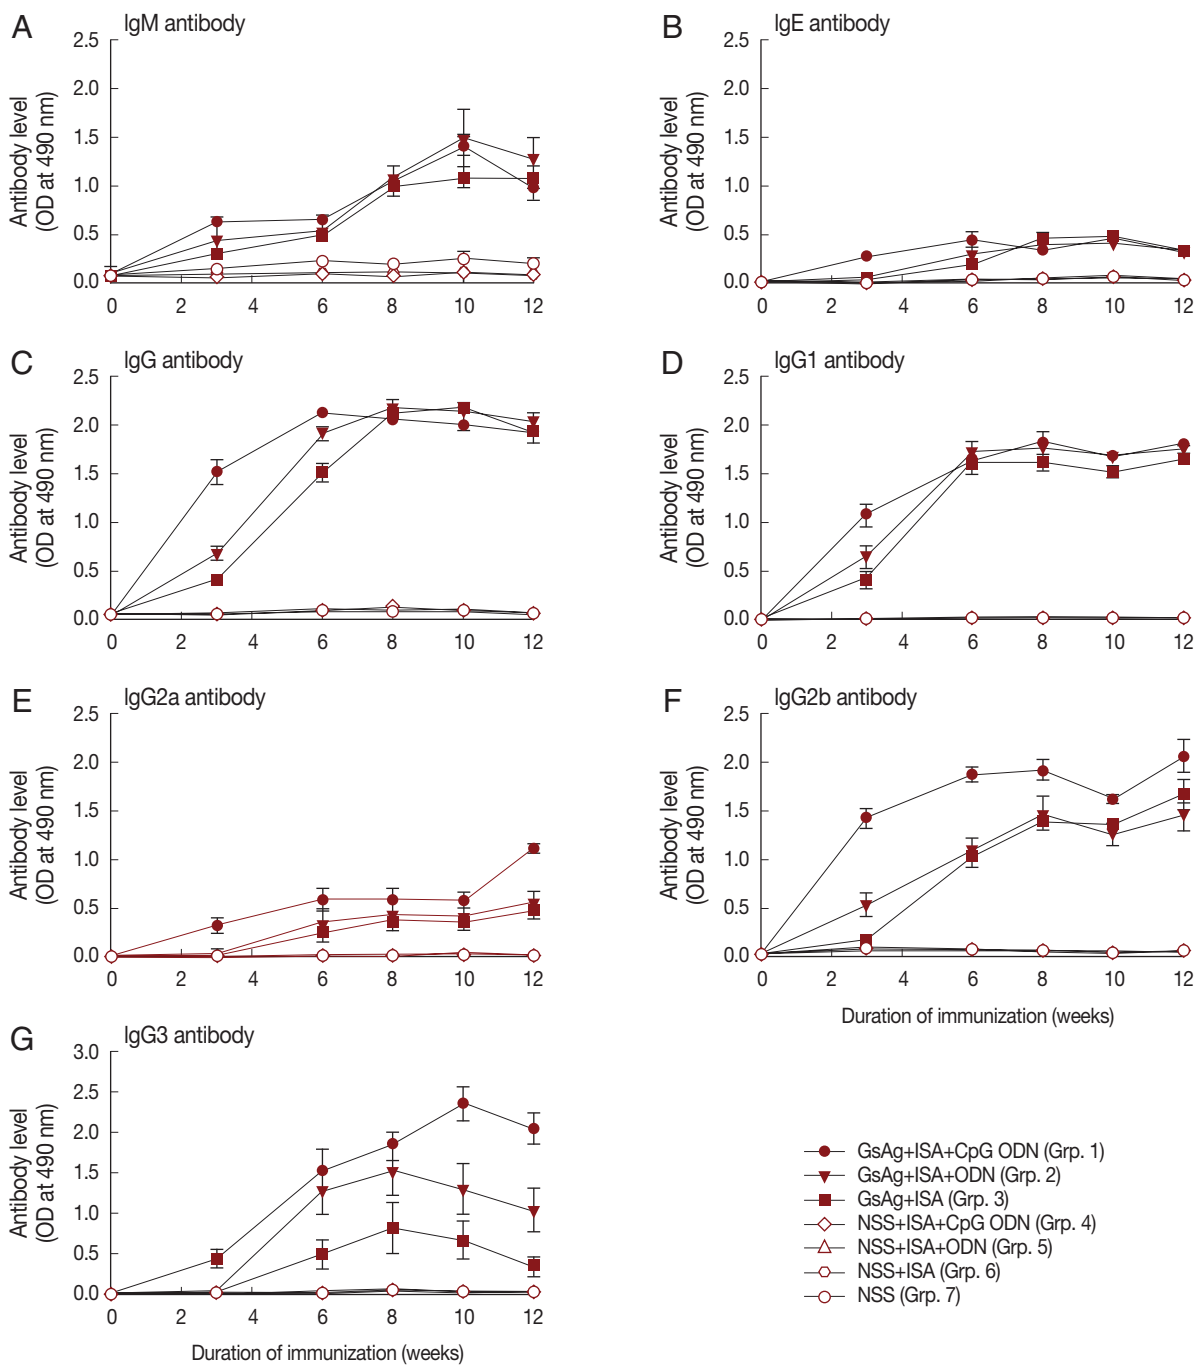 A IgM antibody
2.5
2.0
1.5
1.0
0.5
0.0
Antibody level
(OD at 490 nm)
0 2 4 6 8 10 12
B IgE antibody
2.5
2.0
1.5
1.0
0.5
0.0
Antibody level
(OD at 490 nm)
0 2 4 6 8 10 12
C IgG antibody
2.5
2.0
1.5
1.0
0.5
0.0
Antibody level
(OD at 490 nm)
0 2 4 6 8 10 12
D IgG1 antibody
2.5
2.0
1.5
1.0
0.5
0.0
Antibody level
(OD at 490 nm)
0 2 4 6 8 10 12
E IgG2a antibody
2.5
2.0
1.5
1.0
0.5
0.0
Antibody level
(OD at 490 nm)
0 2 4 6 8 10 12
F IgG2b antibody
2.5
2.0
1.5
1.0
0.5
0.0
Antibody level
(OD at 490 nm)
0 2 4 6 8 10 12
Duration of immunization (weeks)
G IgG3 antibody
3.0
2.5
2.0
1.5
1.0
0.5
0.0
Antibody level
(OD at 490 nm)
0 2 4 6 8 10 12
Duration of immunization (weeks)
GsAg+ISA+CpG ODN (Grp. 1)
GsAg+ISA+ODN (Grp. 2)
GsAg+ISA (Grp. 3)
NSS+ISA+CpG ODN (Grp. 4)
NSS+ISA+ODN (Grp. 5)
NSS+ISA (Grp. 6)
NSS (Grp. 7)